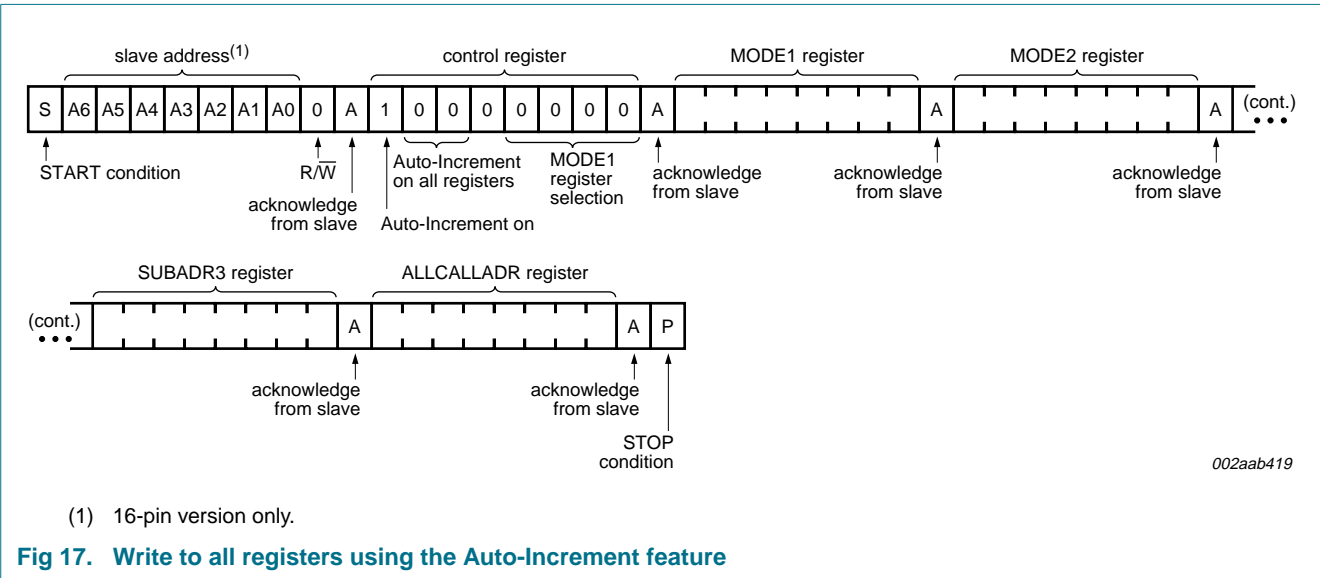 slave address(1) control register MODE1 register MODE2 register
S A6 A5 A4 A3 A2 A1 A0 0 A 1 0 0 0 0 0 0 0 A A A (cont.)
START condition R/W̅ Auto-Increment on all registers MODE1 register selection acknowledge from slave acknowledge from slave acknowledge from slave
acknowledge from slave Auto-Increment on
SUBADR3 register ALLCALLADR register
(cont.) A A P
acknowledge from slave acknowledge from slave
STOP condition
002aab419
(1) 16-pin version only.
Fig 17. Write to all registers using the Auto-Increment feature